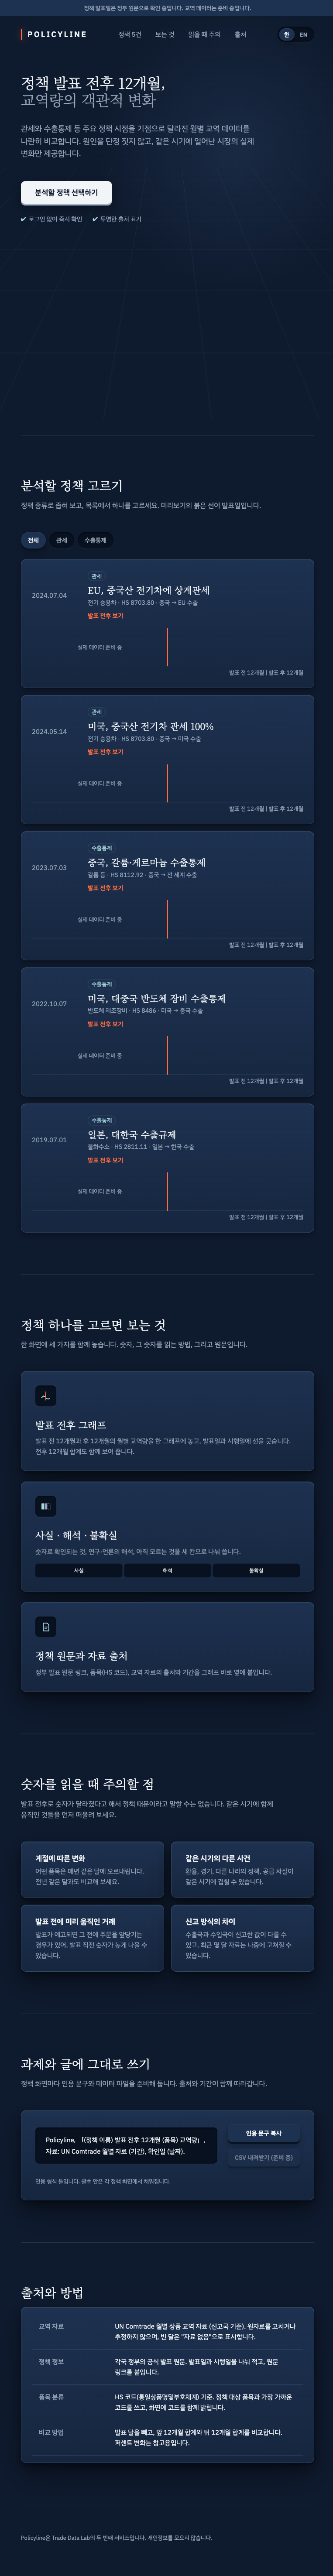 정책 발표일은 정부 원문으로 확인 중입니다. 교역 데이터는 준비 중입니다.
POLICYLINE
정책 5건
보는 것
읽을 때 주의
출처
한
EN
정책 발표 전후 12개월,
교역량의 객관적 변화
관세와 수출통제 등 주요 정책 시점을 기점으로 달라진 월별 교역 데이터를
나란히 비교합니다. 원인을 단정 짓지 않고, 같은 시기에 일어난 시장의 실제
변화만 제공합니다.
분석할 정책 선택하기
✔ 로그인 없이 즉시 확인
✔ 투명한 출처 표기
분석할 정책 고르기
정책 종류로 좁혀 보고, 목록에서 하나를 고르세요. 미리보기의 붉은 선이 발표일입니다.
전체
관세
수출통제
관세
2024.07.04
EU, 중국산 전기차에 상계관세
전기 승용차 · HS 8703.80 · 중국 → EU 수출
발표 전후 보기
실제 데이터 준비 중
발표 전 12개월 | 발표 후 12개월
관세
2024.05.14
미국, 중국산 전기차 관세 100%
전기 승용차 · HS 8703.80 · 중국 → 미국 수출
발표 전후 보기
실제 데이터 준비 중
발표 전 12개월 | 발표 후 12개월
수출통제
2023.07.03
중국, 갈륨·게르마늄 수출통제
갈륨 등 · HS 8112.92 · 중국 → 전 세계 수출
발표 전후 보기
실제 데이터 준비 중
발표 전 12개월 | 발표 후 12개월
수출통제
2022.10.07
미국, 대중국 반도체 장비 수출통제
반도체 제조장비 · HS 8486 · 미국 → 중국 수출
발표 전후 보기
실제 데이터 준비 중
발표 전 12개월 | 발표 후 12개월
수출통제
2019.07.01
일본, 대한국 수출규제
불화수소 · HS 2811.11 · 일본 → 한국 수출
발표 전후 보기
실제 데이터 준비 중
발표 전 12개월 | 발표 후 12개월
정책 하나를 고르면 보는 것
한 화면에 세 가지를 함께 놓습니다. 숫자, 그 숫자를 읽는 방법, 그리고 원문입니다.
발표 전후 그래프
발표 전 12개월과 후 12개월의 월별 교역량을 한 그래프에 놓고, 발표일과 시행일에 선을 긋습니다.
전후 12개월 합계도 함께 보여 줍니다.
사실 · 해석 · 불확실
숫자로 확인되는 것, 연구·언론의 해석, 아직 모르는 것을 세 칸으로 나눠 씁니다.
사실
해석
불확실
정책 원문과 자료 출처
정부 발표 원문 링크, 품목(HS 코드), 교역 자료의 출처와 기간을 그래프 바로 옆에 붙입니다.
숫자를 읽을 때 주의할 점
발표 전후로 숫자가 달라졌다고 해서 정책 때문이라고 말할 수는 없습니다. 같은 시기에 함께
움직인 것들을 먼저 떠올려 보세요.
계절에 따른 변화
어떤 품목은 매년 같은 달에 오르내립니다.
전년 같은 달과도 비교해 보세요.
같은 시기의 다른 사건
환율, 경기, 다른 나라의 정책, 공급 차질이
같은 시기에 겹칠 수 있습니다.
발표 전에 미리 움직인 거래
발표가 예고되면 그 전에 주문을 앞당기는
경우가 있어, 발표 직전 숫자가 높게 나올 수
있습니다.
신고 방식의 차이
수출국과 수입국이 신고한 값이 다를 수
있고, 최근 몇 달 자료는 나중에 고쳐질 수
있습니다.
과제와 글에 그대로 쓰기
정책 화면마다 인용 문구와 데이터 파일을 준비해 둡니다. 출처와 기간이 함께 따라갑니다.
Policyline, 「(정책 이름) 발표 전후 12개월 (품목) 교역량」,
자료: UN Comtrade 월별 자료 (기간), 확인일 (날짜).
인용 문구 복사
CSV 내려받기 (준비 중)
인용 형식 틀입니다. 괄호 안은 각 정책 화면에서 채워집니다.
출처와 방법
교역 자료
UN Comtrade 월별 상품 교역 자료 (신고국 기준). 원자료를 고치거나
추정하지 않으며, 빈 달은 "자료 없음"으로 표시합니다.
정책 정보
각국 정부의 공식 발표 원문. 발표일과 시행일을 나눠 적고, 원문
링크를 붙입니다.
품목 분류
HS 코드(통일상품명및부호체계) 기준. 정책 대상 품목과 가장 가까운
코드를 쓰고, 화면에 코드를 함께 밝힙니다.
비교 방법
발표 달을 빼고, 앞 12개월 합계와 뒤 12개월 합계를 비교합니다.
퍼센트 변화는 참고용입니다.
Policyline은 Trade Data Lab의 두 번째 서비스입니다. 개인정보를 모으지 않습니다.